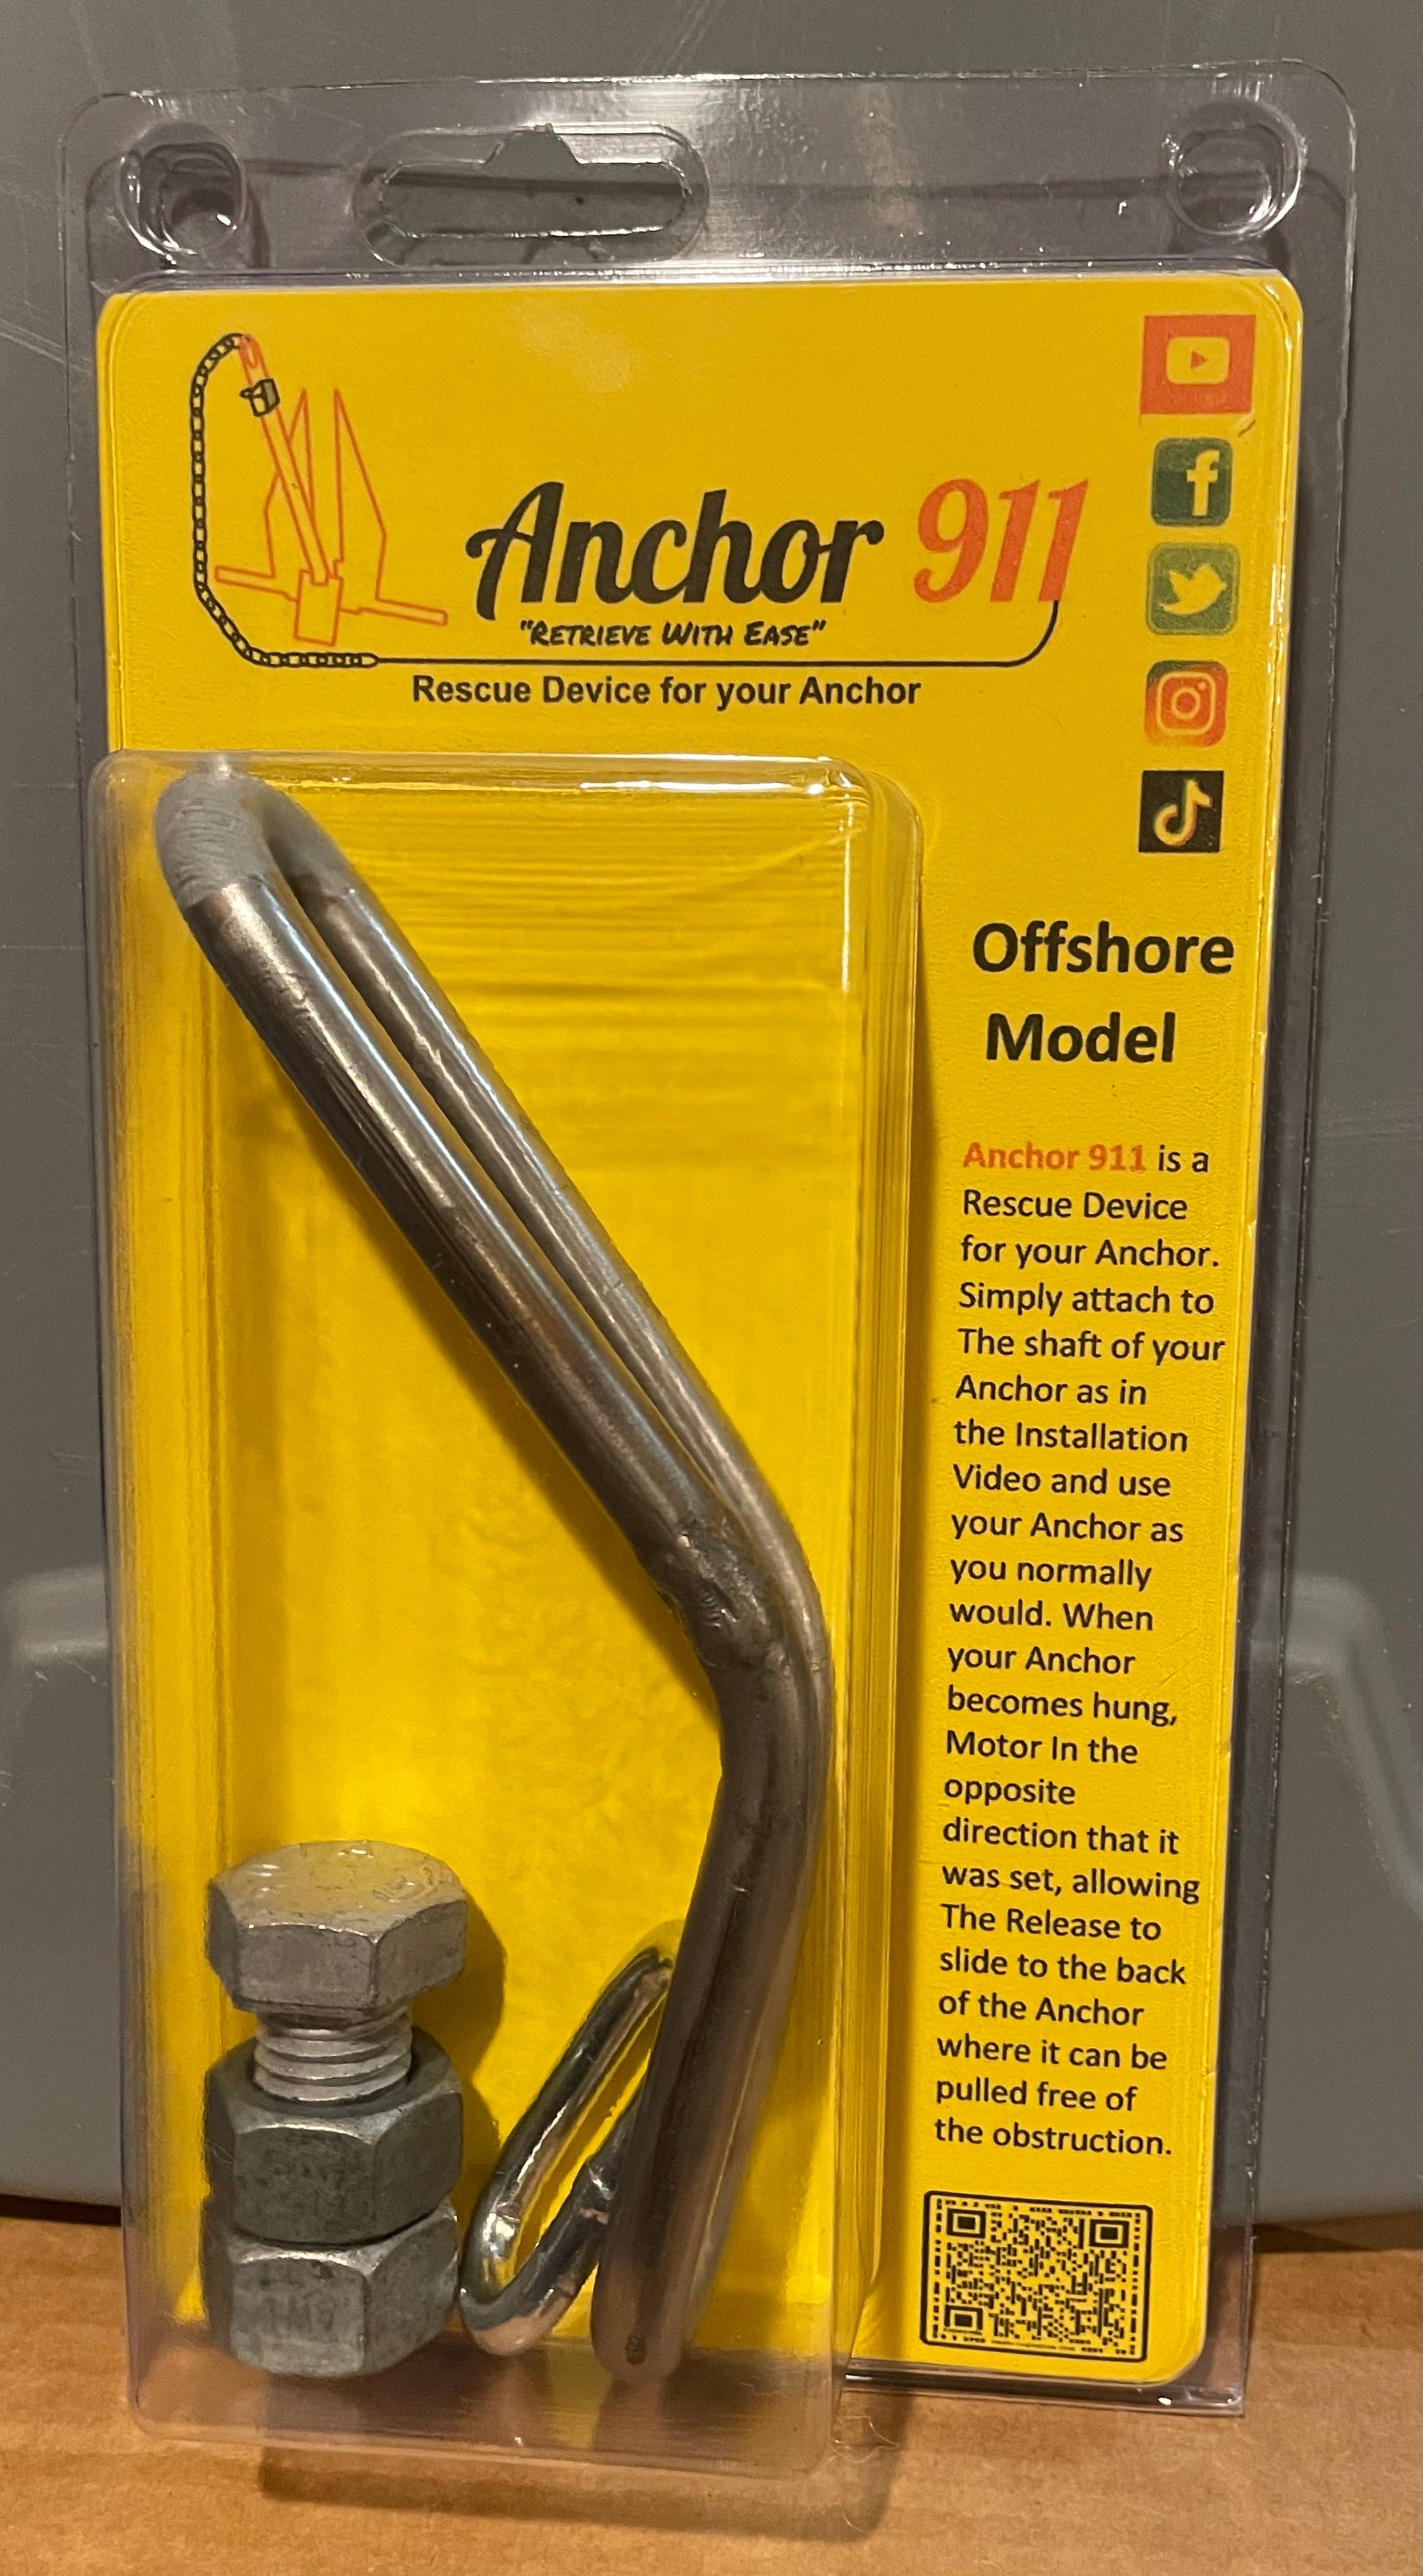 Anchor 911
"RETRIEVE WITH EASE"
Rescue Device for your Anchor
Offshore
Model
Anchor 911 is a
Rescue Device
for your Anchor.
Simply attach to
The shaft of your
Anchor as in
the Installation
Video and use
your Anchor as
you normally
would. When
your Anchor
becomes hung,
Motor In the
opposite
direction that it
was set, allowing
The Release to
slide to the back
of the Anchor
where it can be
pulled free of
the obstruction.